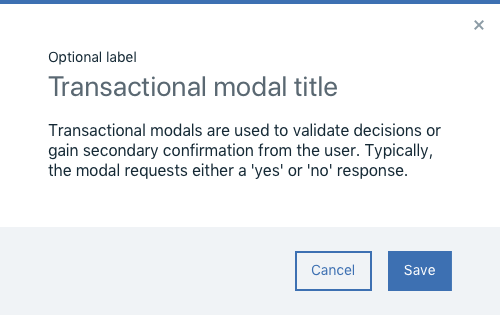 Optional label
Transactional modal title
Transactional modals are used to validate decisions or
gain secondary confirmation from the user. Typically,
the modal requests either a 'yes' or 'no' response.
Cancel
Save